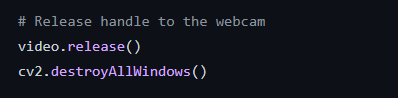 # Release handle to the webcam
video.release()
cv2.destroyAllWindows()